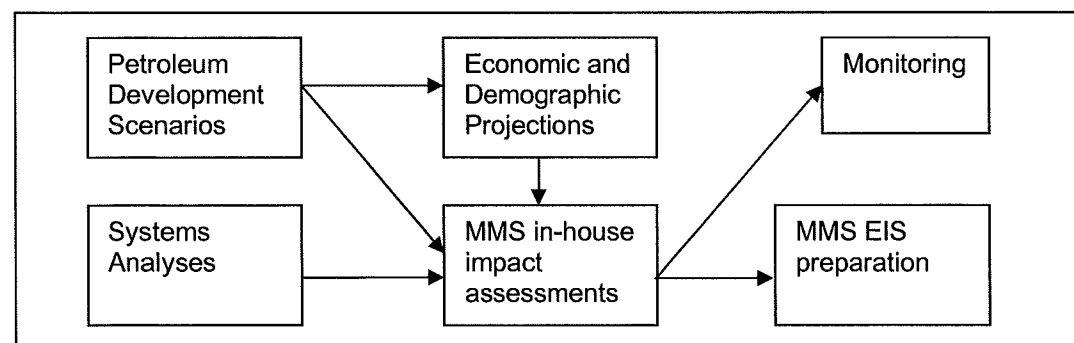 Petroleum
Development
Scenarios
Economic and
Demographic
Projections
Monitoring
Systems
Analyses
MMS in-house
impact
assessments
MMS EIS
preparation